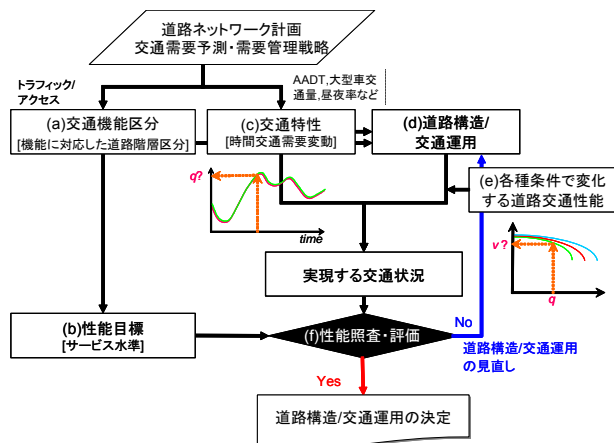 道路ネットワーク計画
交通需要予測・需要管理戦略
トラフィック/
アクセス
AADT,大型車交
通量,昼夜率など
(a)交通機能区分
[機能に対応した道路階層区分]
(c)交通特性
[時間交通需要変動]
(d)道路構造/
交通運用
q?
time
(e)各種条件で変化
する道路交通性能
v?
q
実現する交通状況
(b)性能目標
[サービス水準]
(f)性能照査・評価
No
道路構造/交通運用
の見直し
Yes
道路構造/交通運用の決定